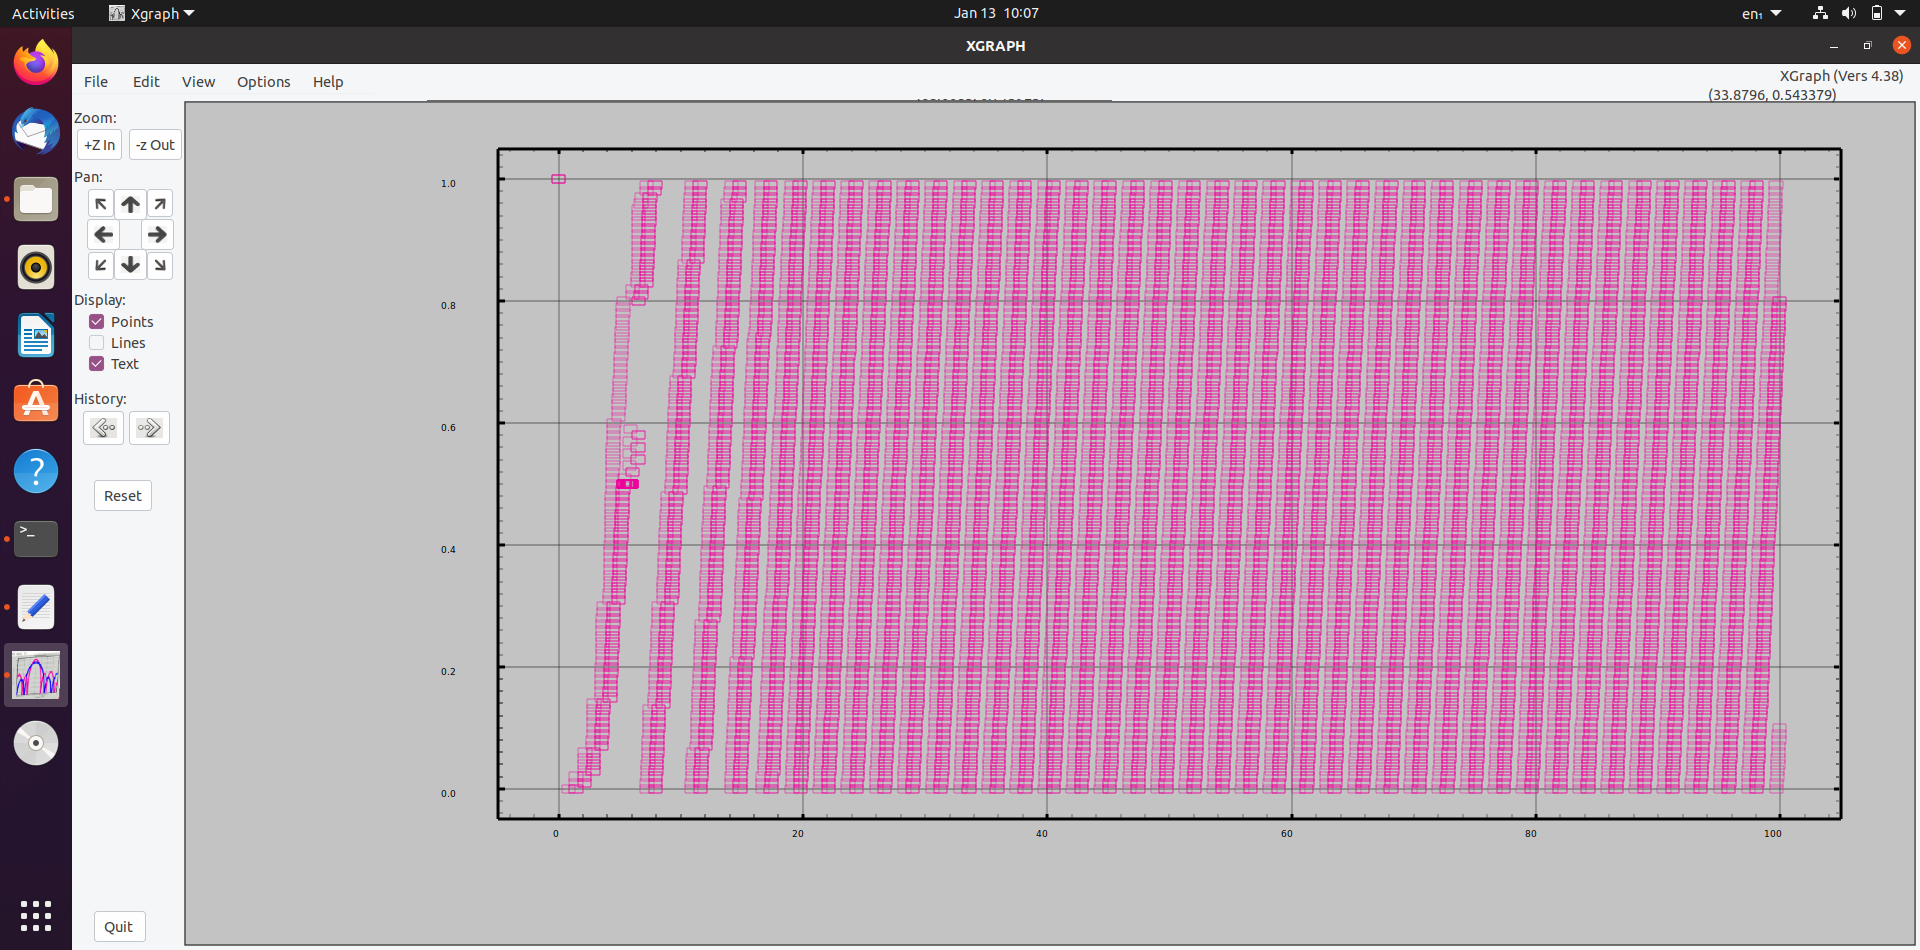 Activities Xgraph Jan 13 10:07 en₁
XGRAPH
File Edit View Options Help XGraph (Vers 4.38)
(33.8796, 0.543379)
Zoom:
+Z In -z Out
Pan:
Display:
Points
Lines
Text
History:
Reset
Quit
1.0
0.8
0.6
0.4
0.2
0.0
0 20 40 60 80 100